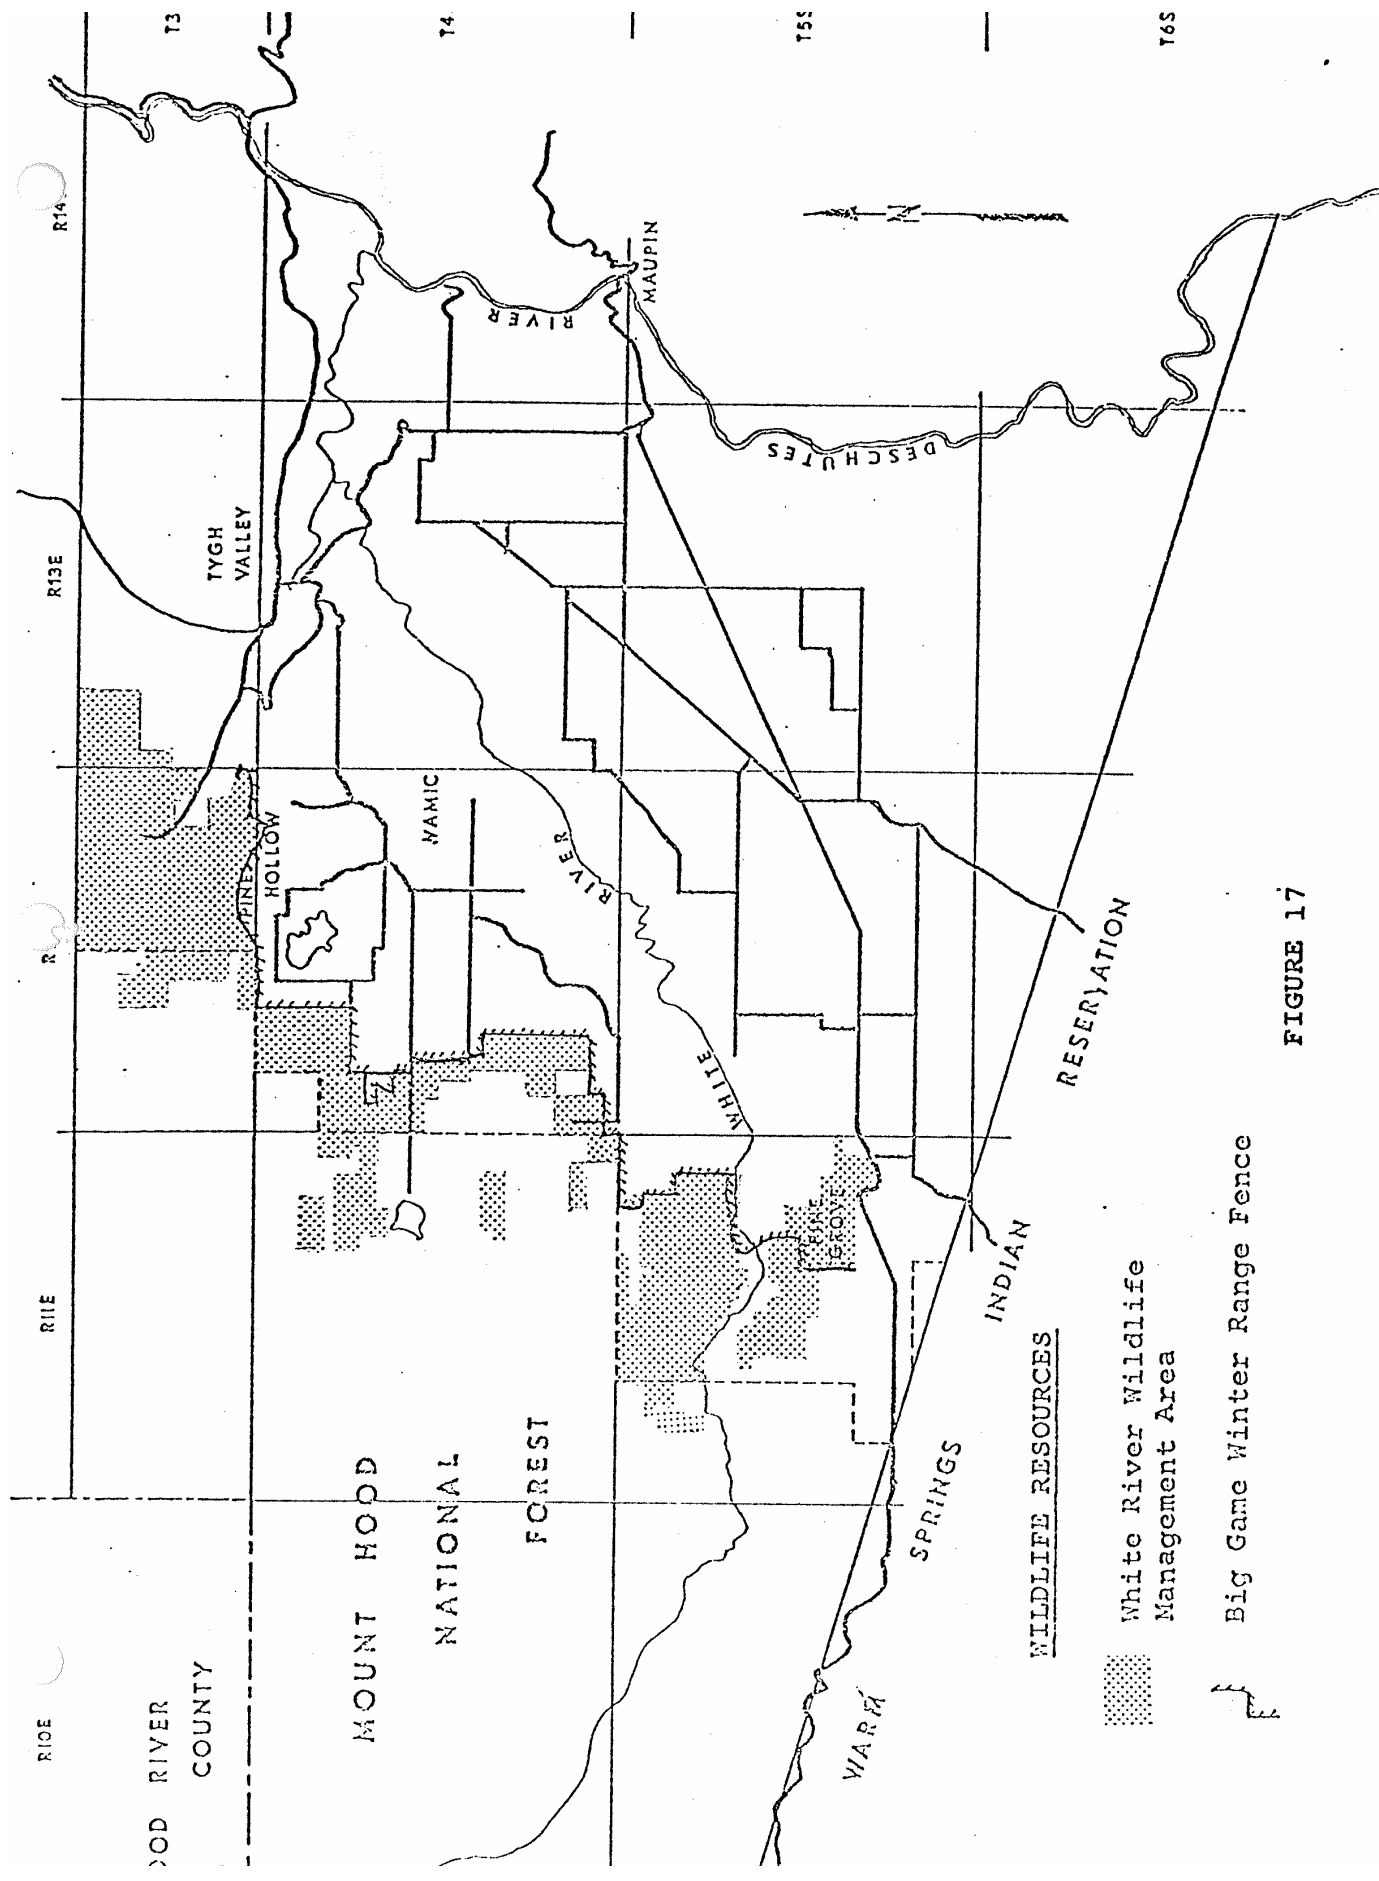 R10E
R11E
R
R13E
R14
T3
T4
T5S
T6S
OOD RIVER
COUNTY
MOUNT HOOD
NATIONAL
FOREST
PINE
HOLLOW
NAMIC
TYGH
VALLEY
RIVER
MAUPIN
N
WHITE
RIVER
DESCHUTES
PINE
GROVE
WARM
SPRINGS
INDIAN
RESERVATION
WILDLIFE RESOURCES
White River Wildlife
Management Area
Big Game Winter Range Fence
FIGURE 17